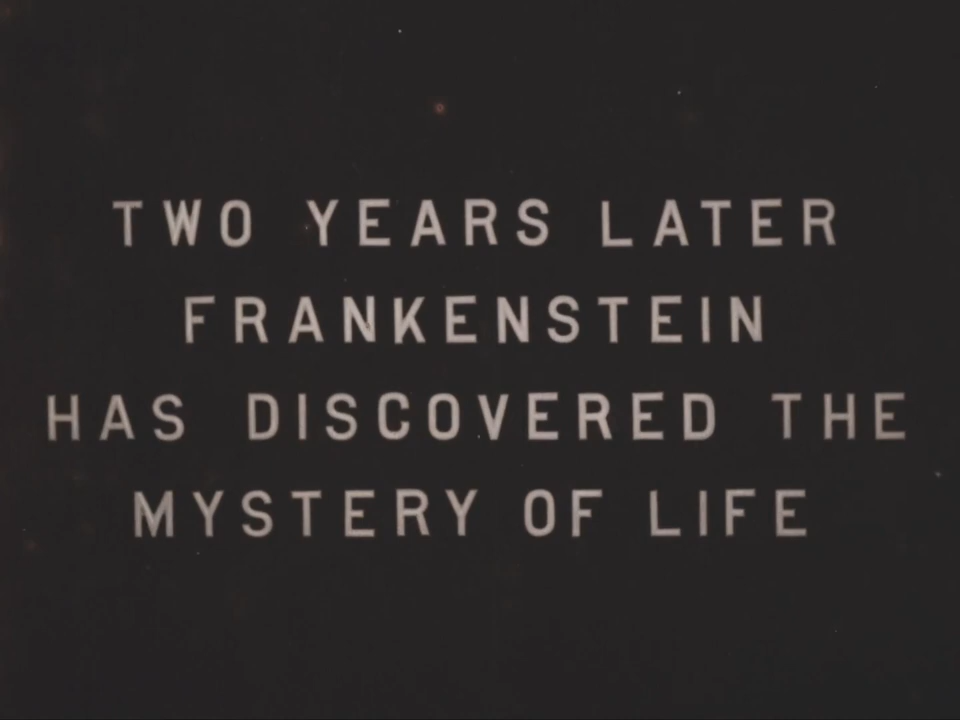 TWO YEARS LATER
FRANKENSTEIN
HAS DISCOVERED THE
MYSTERY OF LIFE